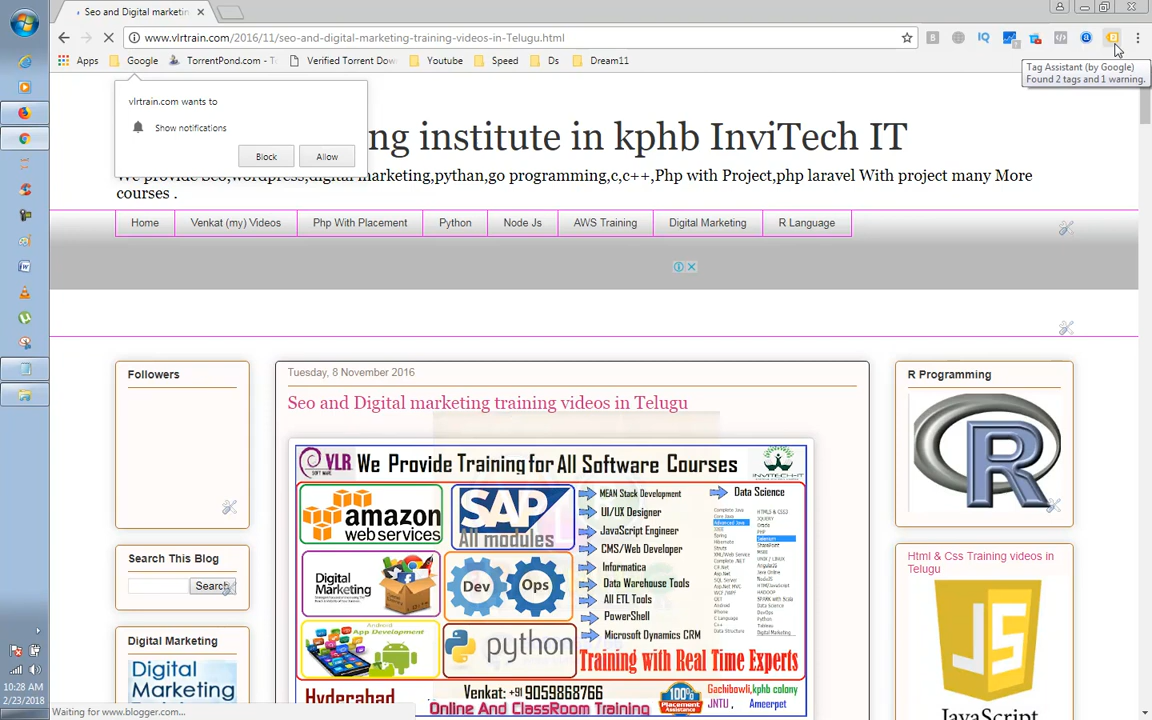 Seo and Digital marketin
www.vlrtrain.com/2016/11/seo-and-digital-marketing-training-videos-in-Telugu.html
Apps
Google
TorrentPond.com - T
Verified Torrent Dow
Youtube
Speed
Ds
Dream11
Tag Assistant (by Google)
Found 2 tags and 1 warning.
vlrtrain.com wants to
Show notifications
Block
Allow
ng institute in kphb InviTech IT
We provide Seo,wordpress,digital marketing,pythan,go programming,c,c++,Php with Project,php laravel With project many More
courses .
Home
Venkat (my) Videos
Php With Placement
Python
Node Js
AWS Training
Digital Marketing
R Language
Followers
Search This Blog
Search
Digital Marketing
Digital
Marketing
Tuesday, 8 November 2016
Seo and Digital marketing training videos in Telugu
VLR We Provide Training for All Software Courses
SOFT WARE
INVITECH-IT
amazon
web services
SAP
All modules
Digital
Marketing
Dev Ops
Android
App Development
python
MEAN Stack Development
UI/UX Designer
JavaScript Engineer
CMS/Web Developer
Informatica
Data Warehouse Tools
All ETL Tools
PowerShell
Microsoft Dynamics CRM
Data Science
Training with Real Time Experts
Hyderabad
Venkat: +91 9059868766
Online And ClassRoom Training
100%
Gachibowli,kphb colony
JNTU , Ameerpet
R Programming
R
Html & Css Training videos in
Telugu
JS
JavaScript
10:28 AM
2/23/2018
Waiting for www.blogger.com...